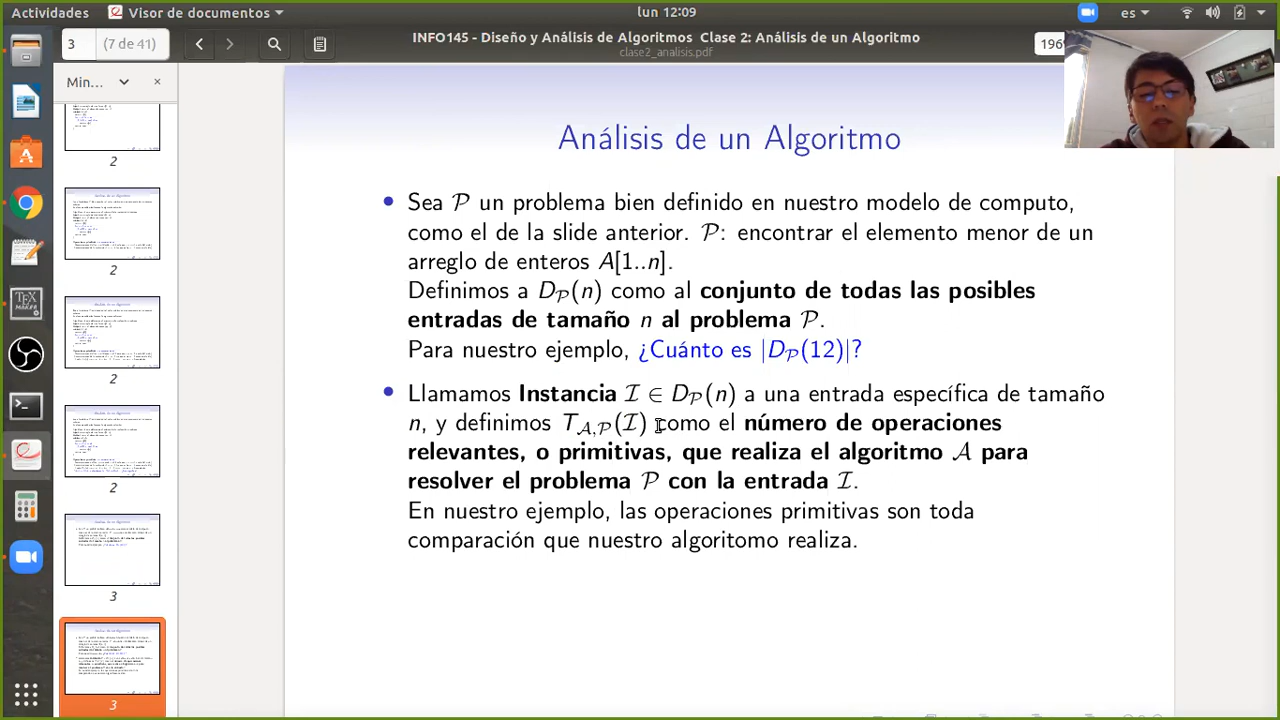 Actividades
Visor de documentos
lun 12:09
es
3
(7 de 41)
INFO145 - Diseño y Análisis de Algoritmos Clase 2: Análisis de un Algoritmo
clase2_analisis.pdf
196
Min…
2
2
2
2
3
3
Análisis de un Algoritmo
• Sea 𝒫 un problema bien definido en nuestro modelo de computo,
como el de la slide anterior. 𝒫: encontrar el elemento menor de un
arreglo de enteros A[1..n].
Definimos a D𝒫(n) como al conjunto de todas las posibles
entradas de tamaño n al problema 𝒫.
Para nuestro ejemplo, ¿Cuánto es |D𝒫(12)|?
• Llamamos Instancia ℐ ∈ D𝒫(n) a una entrada específica de tamaño
n, y definimos T𝒜,𝒫(ℐ) como el número de operaciones
relevantes, o primitivas, que realiza el algoritmo 𝒜 para
resolver el problema 𝒫 con la entrada ℐ.
En nuestro ejemplo, las operaciones primitivas son toda
comparación que nuestro algoritomo realiza.